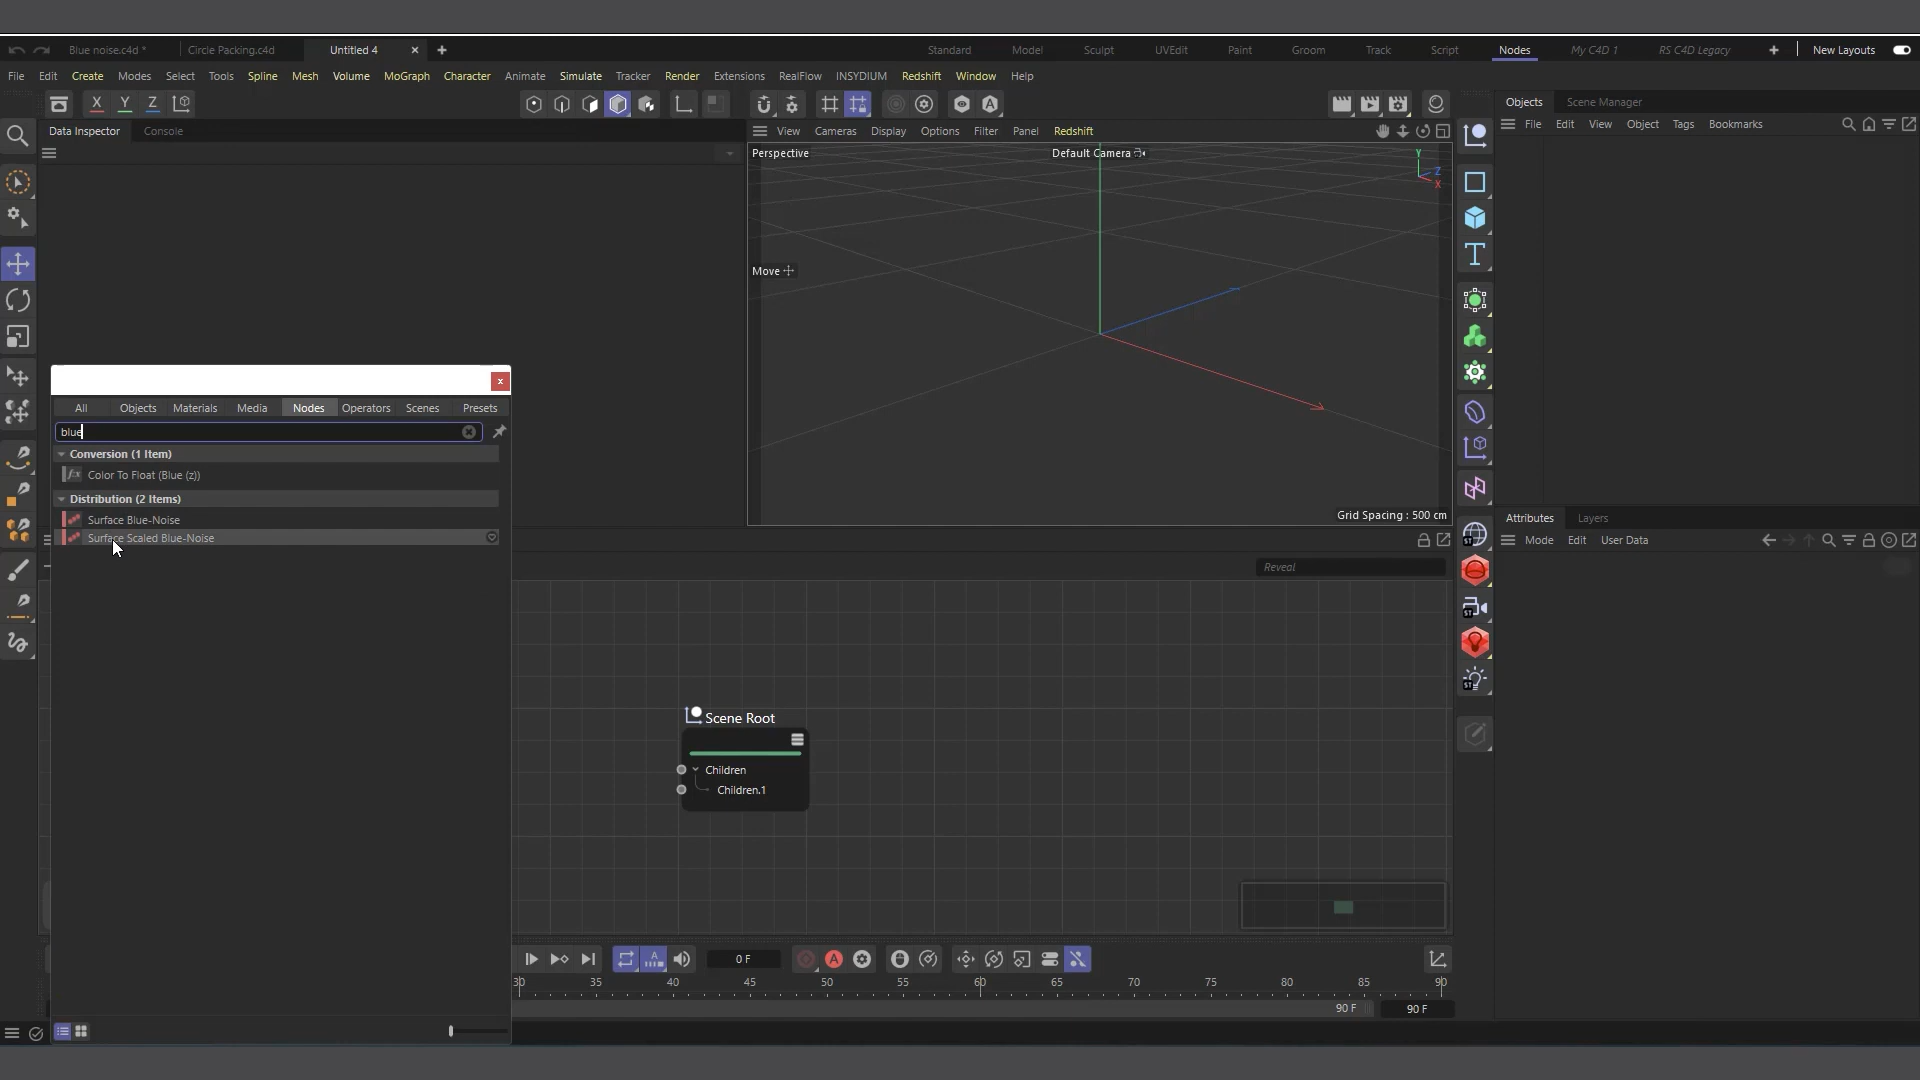 Blue noise.c4d *
Circle Packing.c4d
Untitled 4
Standard
Model
Sculpt
UVEdit
Paint
Groom
Track
Script
Nodes
My C4D 1
RS C4D Legacy
New Layouts
File Edit Create Modes Select Tools Spline Mesh Volume MoGraph Character Animate Simulate Tracker Render Extensions RealFlow INSYDIUM Redshift Window Help
X Y Z
Objects Scene Manager
File Edit View Object Tags Bookmarks
Data Inspector Console
View Cameras Display Options Filter Panel Redshift
Perspective
Default Camera
Y
Z
X
Move
Grid Spacing : 500 cm
All Objects Materials Media Nodes Operators Scenes Presets
blue
Conversion (1 Item)
Color To Float (Blue (z))
Distribution (2 Items)
Surface Blue-Noise
Surface Scaled Blue-Noise
Attributes Layers
Mode Edit User Data
Reveal
Scene Root
Children
Children.1
0 F
30 35 40 45 50 55 60 65 70 75 80 85 90
90 F
90 F
ST
ST
ST